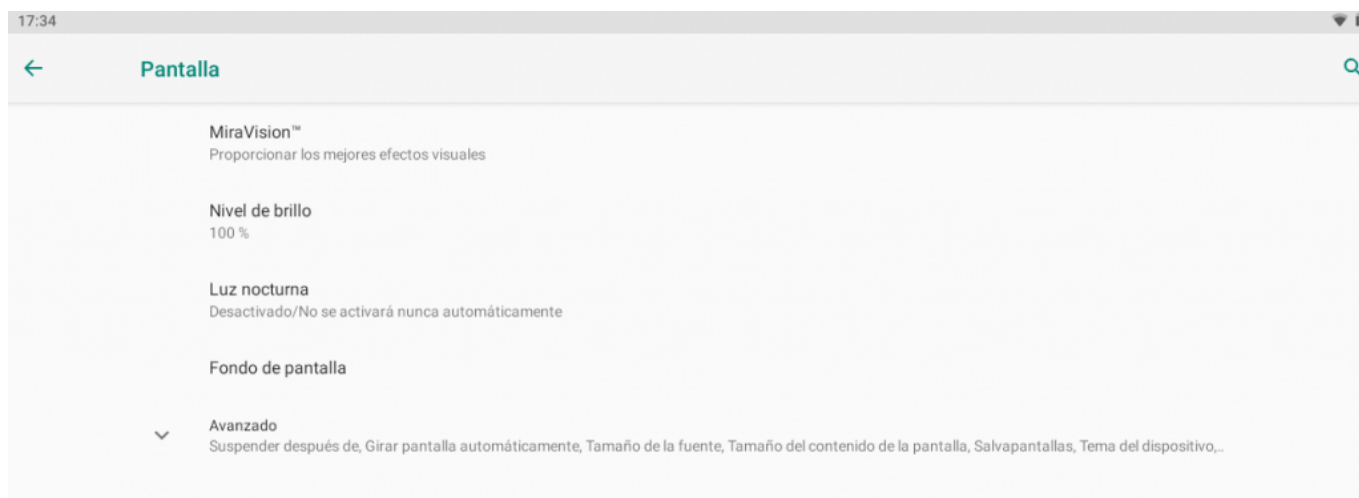 17:34
Pantalla
MiraVision™
Proporcionar los mejores efectos visuales
Nivel de brillo
100 %
Luz nocturna
Desactivado/No se activará nunca automáticamente
Fondo de pantalla
Avanzado
Suspender después de, Girar pantalla automáticamente, Tamaño de la fuente, Tamaño del contenido de la pantalla, Salvapantallas, Tema del dispositivo,..